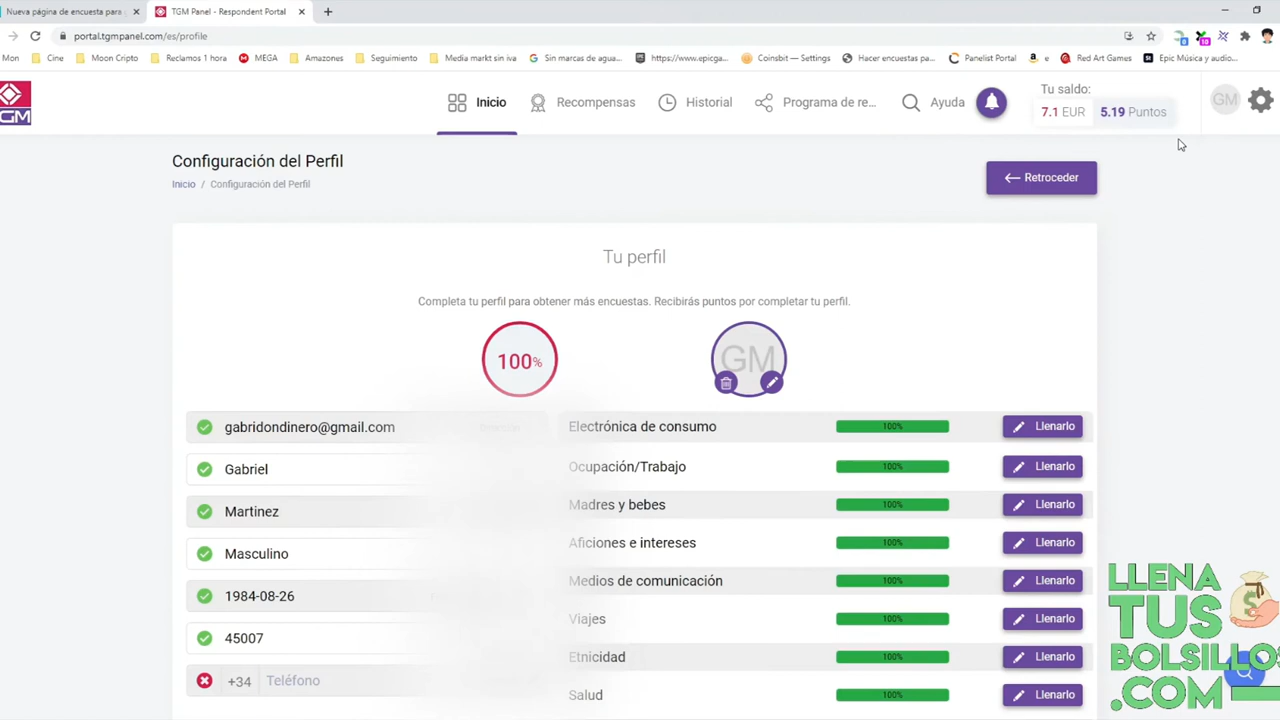 Nueva página de encuesta para
TGM Panel - Respondent Portal
portal.tgmpanel.com/es/profile
Mon
Cine
Moon Cripto
Reclamos 1 hora
MEGA
Amazones
Seguimiento
Media markt sin iva
Sin marcas de agua...
https://www.epicga...
Coinsbit — Settings
Hacer encuestas pa...
Panelist Portal
e
Red Art Games
Epic Música y audio...
GM
Inicio
Recompensas
Historial
Programa de re...
Ayuda
Tu saldo:
7.1 EUR
5.19 Puntos
GM
Configuración del Perfil
Inicio / Configuración del Perfil
Retroceder
Tu perfil
Completa tu perfil para obtener más encuestas. Recibirás puntos por completar tu perfil.
100%
GM
gabridondinero@gmail.com
Gabriel
Martinez
Masculino
1984-08-26
45007
+34 Teléfono
Electrónica de consumo 100% Llenarlo
Ocupación/Trabajo 100% Llenarlo
Madres y bebes 100% Llenarlo
Aficiones e intereses 100% Llenarlo
Medios de comunicación 100% Llenarlo
Viajes 100% Llenarlo
Etnicidad 100% Llenarlo
Salud 100% Llenarlo
LLENA
TUS
BOLSILLOS
.COM